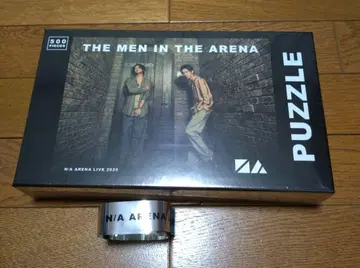 500
PIECES
THE MEN IN THE ARENA
PUZZLE
N/A ARENA LIVE 2025
N/A
N/A ARENA